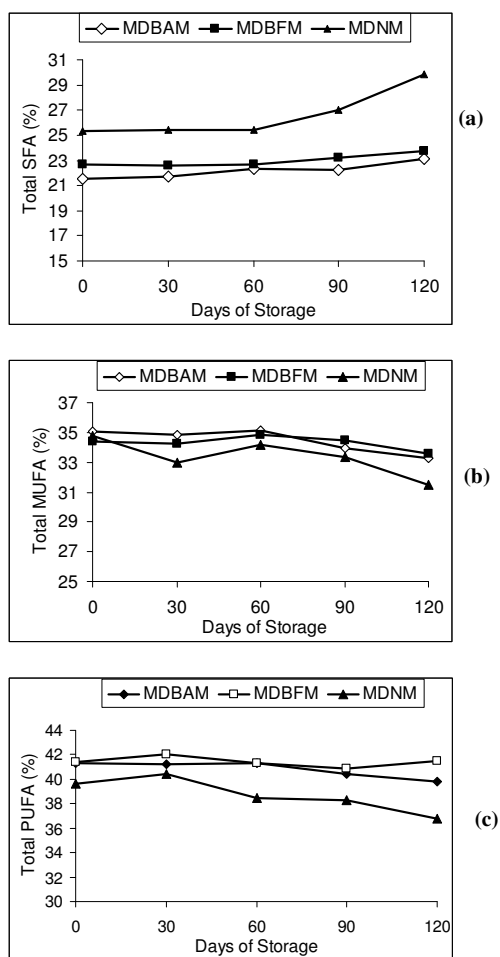 MDBAM MDBFM MDNM
31
29
27
25
23
21
19
17
15
Total SFA (%)
0 30 60 90 120
Days of Storage
(a)
MDBAM MDBFM MDNM
37
35
33
31
29
27
25
Total MUFA (%)
0 30 60 90 120
Days of Storage
(b)
MDBAM MDBFM MDNM
44
42
40
38
36
34
32
30
Total PUFA (%)
0 30 60 90 120
Days of Storage
(c)